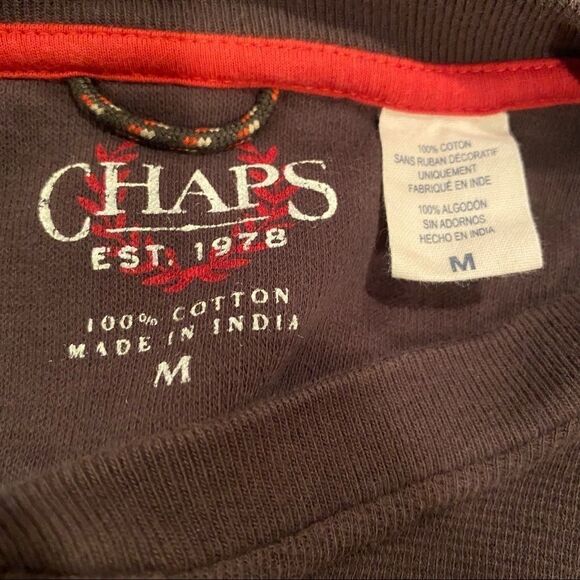 CHAPS
EST. 1978
100% COTTON
MADE IN INDIA
M
100% COTON
SANS RUBAN DÉCORATIF
UNIQUEMENT
FABRIQUÉ EN INDE
100% ALGODÓN
SIN ADORNOS
HECHO EN INDIA
M